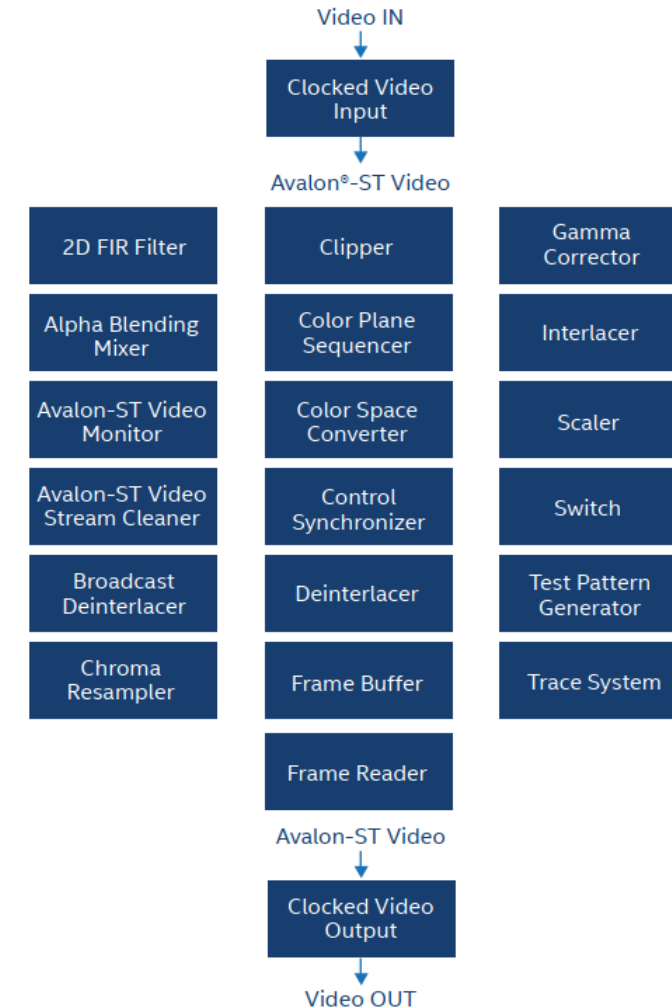 Video IN
Clocked Video
Input
Avalon®-ST Video
2D FIR Filter
Clipper
Gamma
Corrector
Alpha Blending
Mixer
Color Plane
Sequencer
Interlacer
Avalon-ST Video
Monitor
Color Space
Converter
Scaler
Avalon-ST Video
Stream Cleaner
Control
Synchronizer
Switch
Broadcast
Deinterlacer
Deinterlacer
Test Pattern
Generator
Chroma
Resampler
Frame Buffer
Trace System
Frame Reader
Avalon-ST Video
Clocked Video
Output
Video OUT